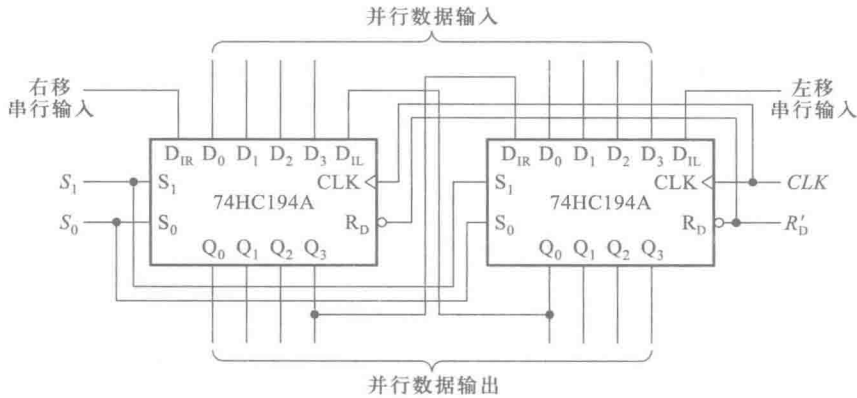 并行数据输入
右移
串行输入
左移
串行输入
D_IR D_0 D_1 D_2 D_3 D_IL
D_IR D_0 D_1 D_2 D_3 D_IL
S_1 S_1 CLK S_1 CLK CLK
74HC194A 74HC194A
S_0 S_0 R_D S_0 R_D R'_D
Q_0 Q_1 Q_2 Q_3
Q_0 Q_1 Q_2 Q_3
并行数据输出